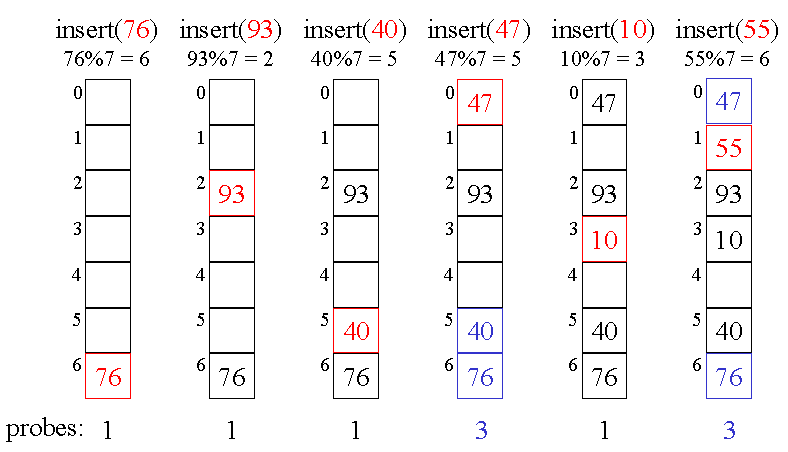 insert(76) insert(93) insert(40) insert(47) insert(10) insert(55)
76%7 = 6 93%7 = 2 40%7 = 5 47%7 = 5 10%7 = 3 55%7 = 6
0 0 0 0 47 0 47 0 47
1 1 1 1 1 1 55
2 2 93 2 93 2 93 2 93 2 93
3 3 3 3 3 10 3 10
4 4 4 4 4 4
5 5 5 40 5 40 5 40 5 40
6 76 6 76 6 76 6 76 6 76 6 76
probes: 1 1 1 3 1 3